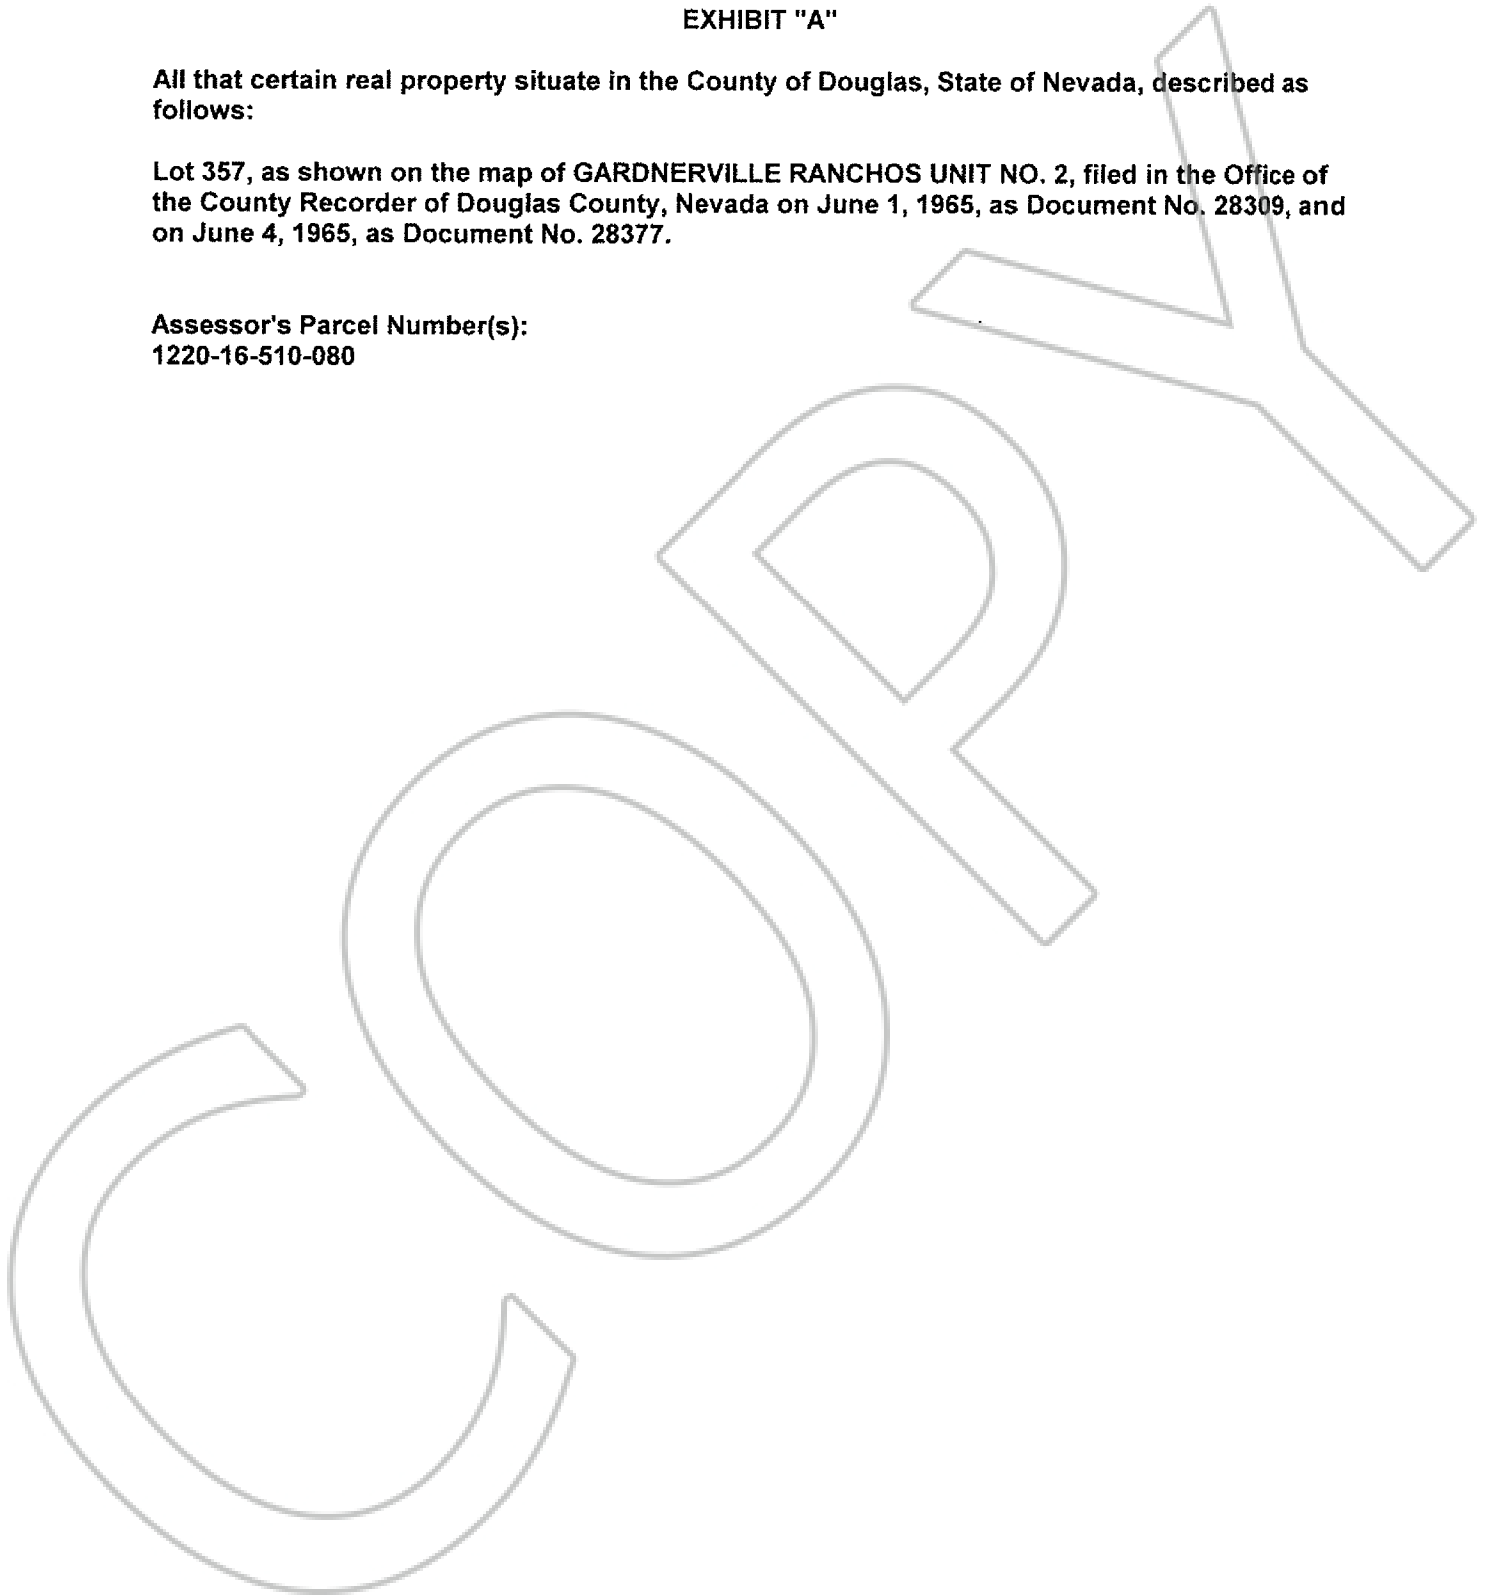 EXHIBIT "A"
All that certain real property situate in the County of Douglas, State of Nevada, described as
follows:
Lot 357, as shown on the map of GARDNERVILLE RANCHOS UNIT NO. 2, filed in the Office of
the County Recorder of Douglas County, Nevada on June 1, 1965, as Document No. 28309, and
on June 4, 1965, as Document No. 28377.
Assessor's Parcel Number(s):
1220-16-510-080
COPY